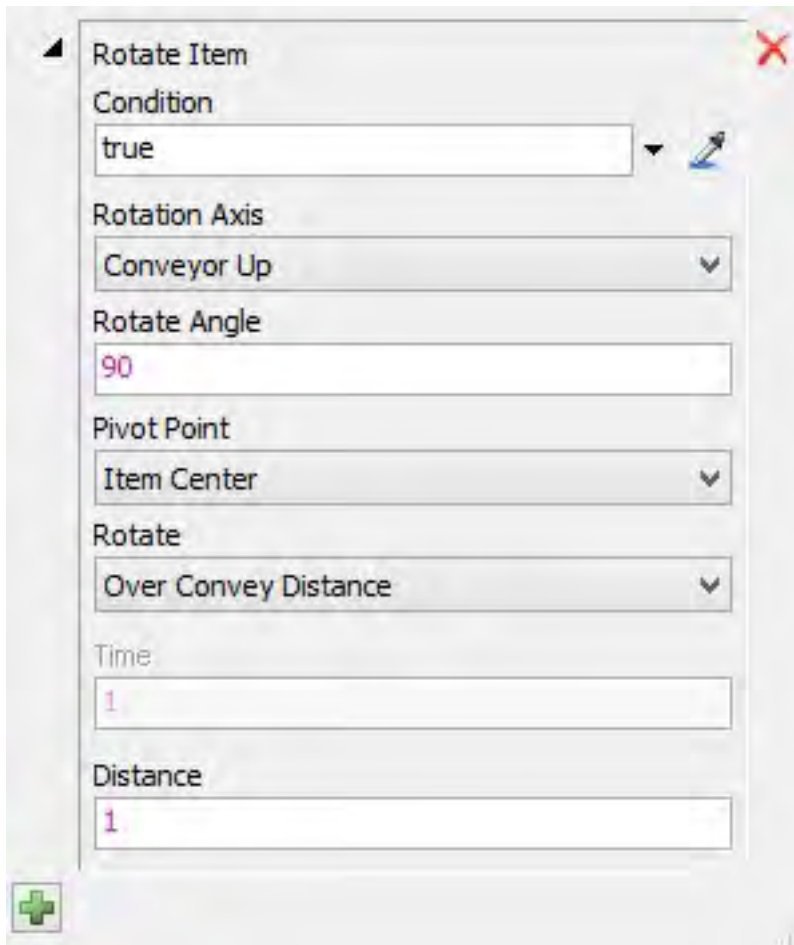 Rotate Item
Condition
true
Rotation Axis
Conveyor Up
Rotate Angle
90
Pivot Point
Item Center
Rotate
Over Convey Distance
Time
1
Distance
1